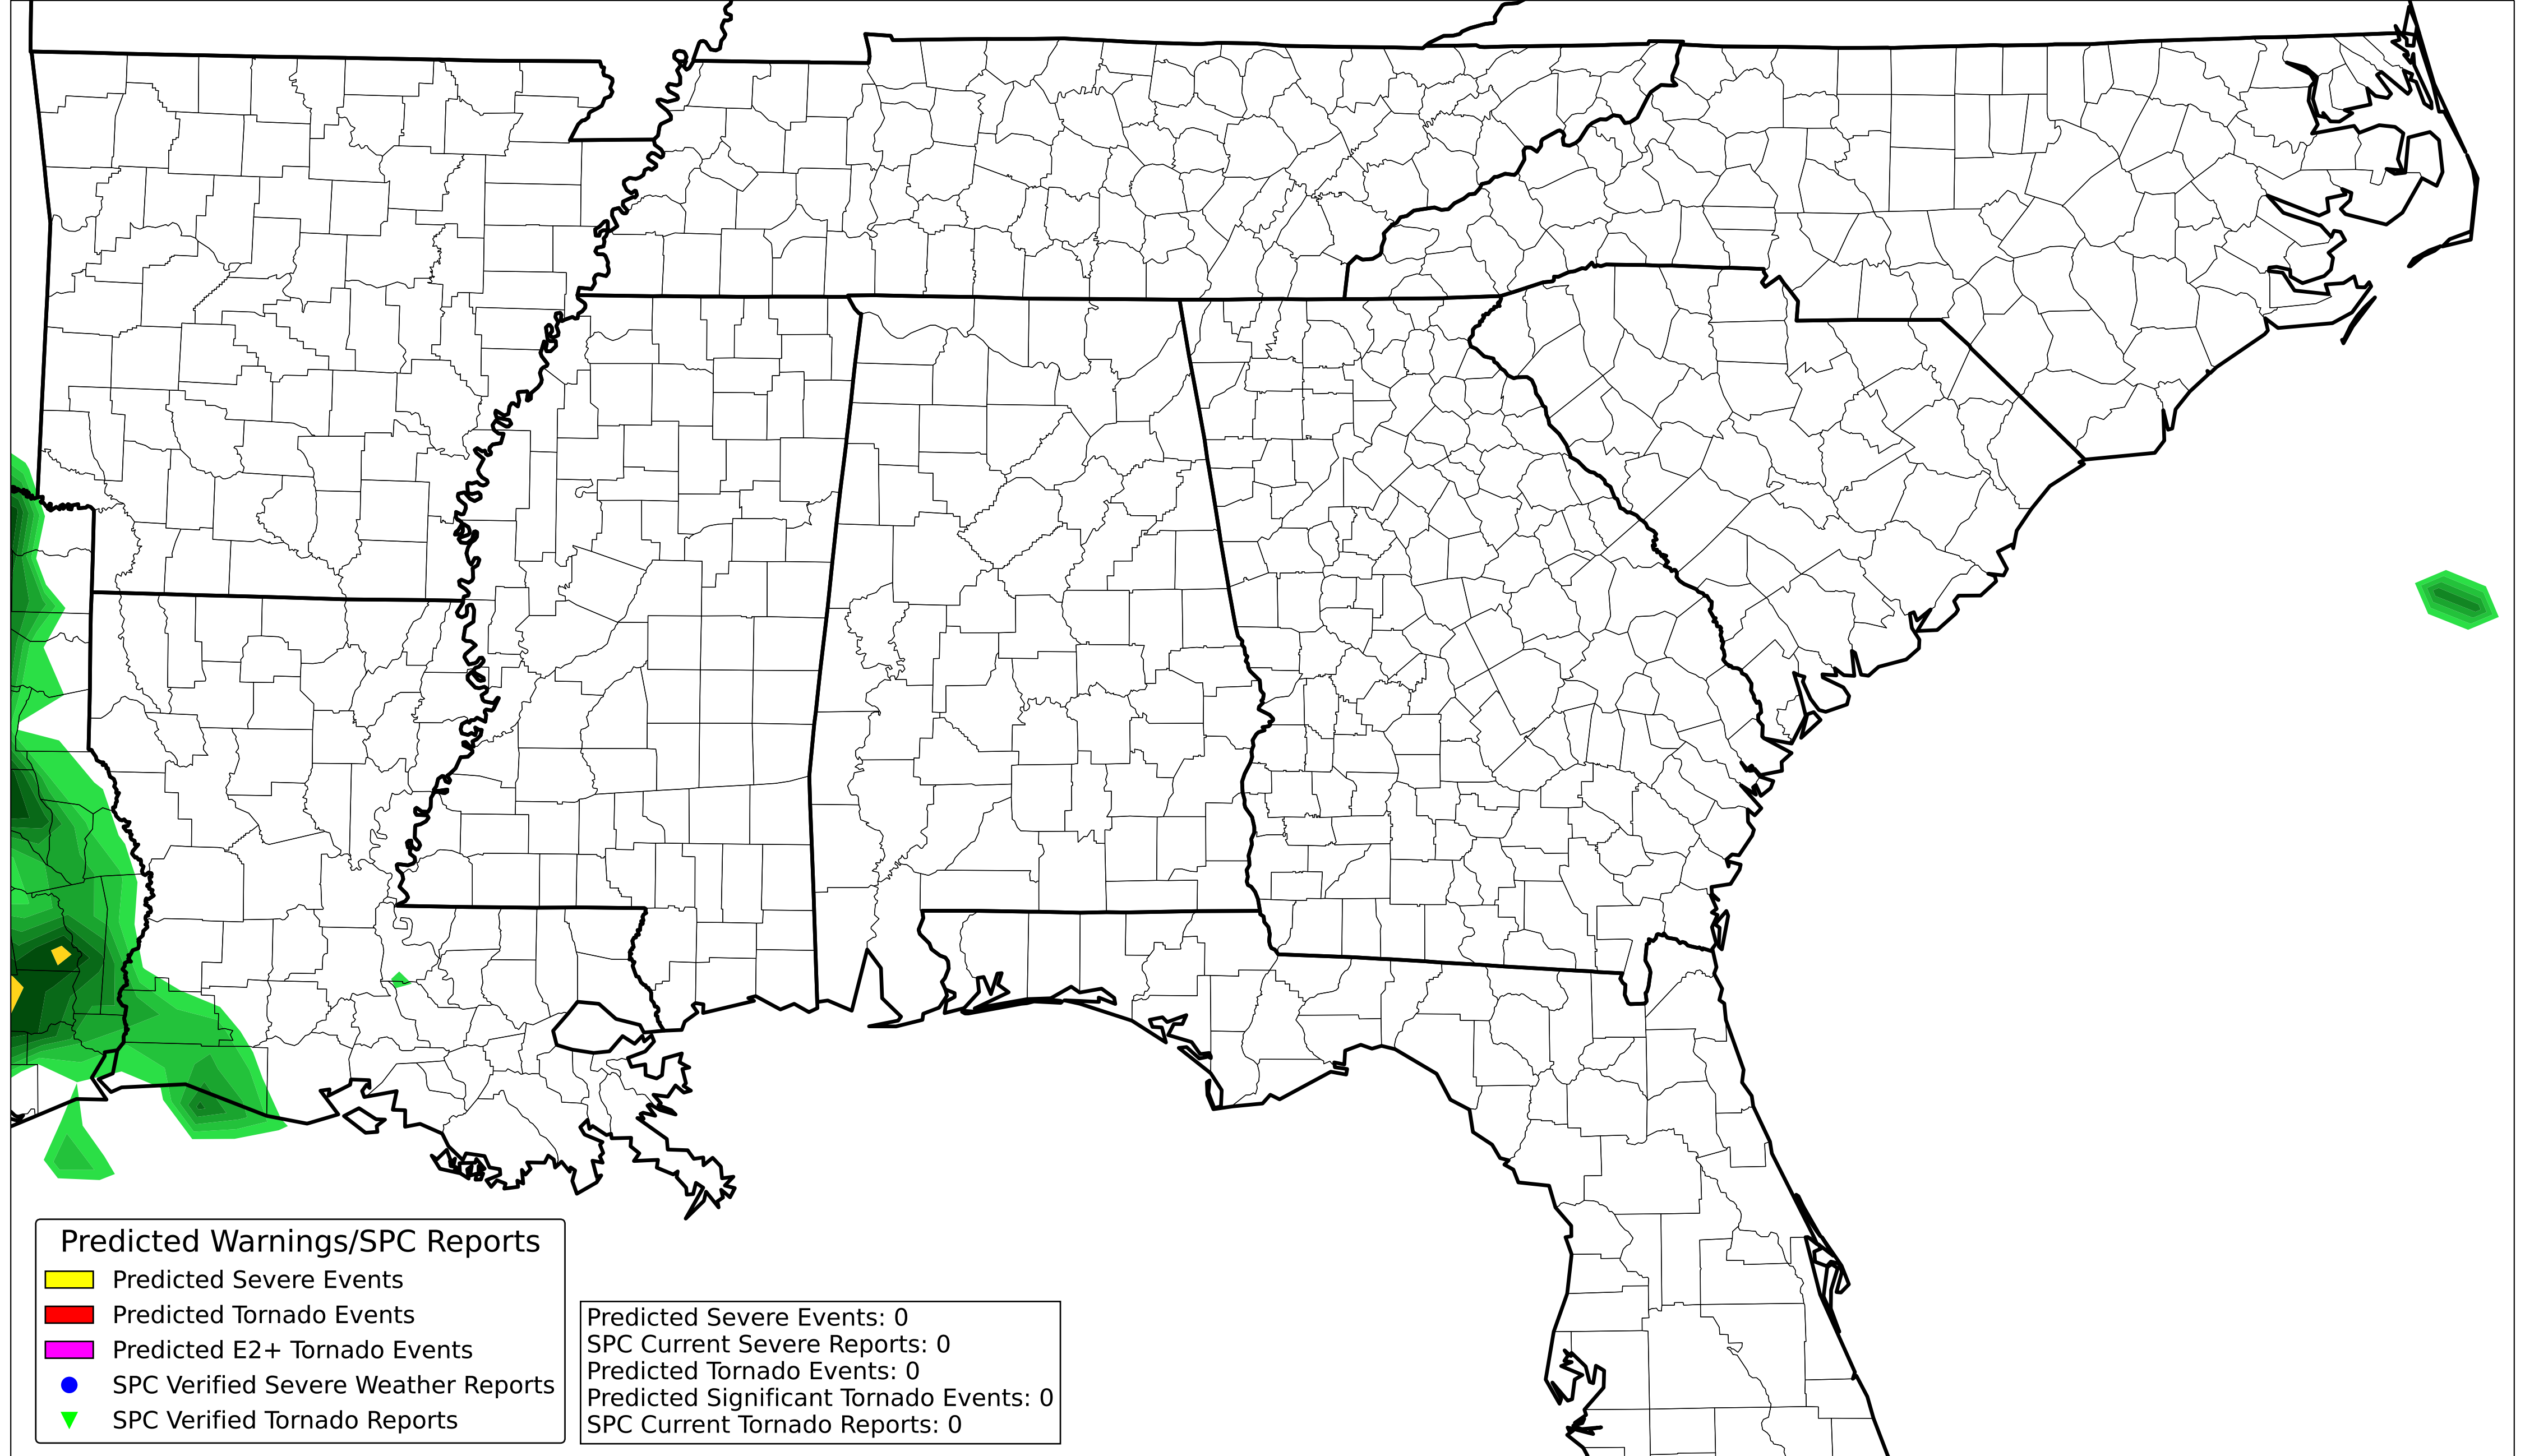 Predicted Warnings/SPC Reports
Predicted Severe Events
Predicted Tornado Events
Predicted E2+ Tornado Events
SPC Verified Severe Weather Reports
SPC Verified Tornado Reports
Predicted Severe Events: 0
SPC Current Severe Reports: 0
Predicted Tornado Events: 0
Predicted Significant Tornado Events: 0
SPC Current Tornado Reports: 0